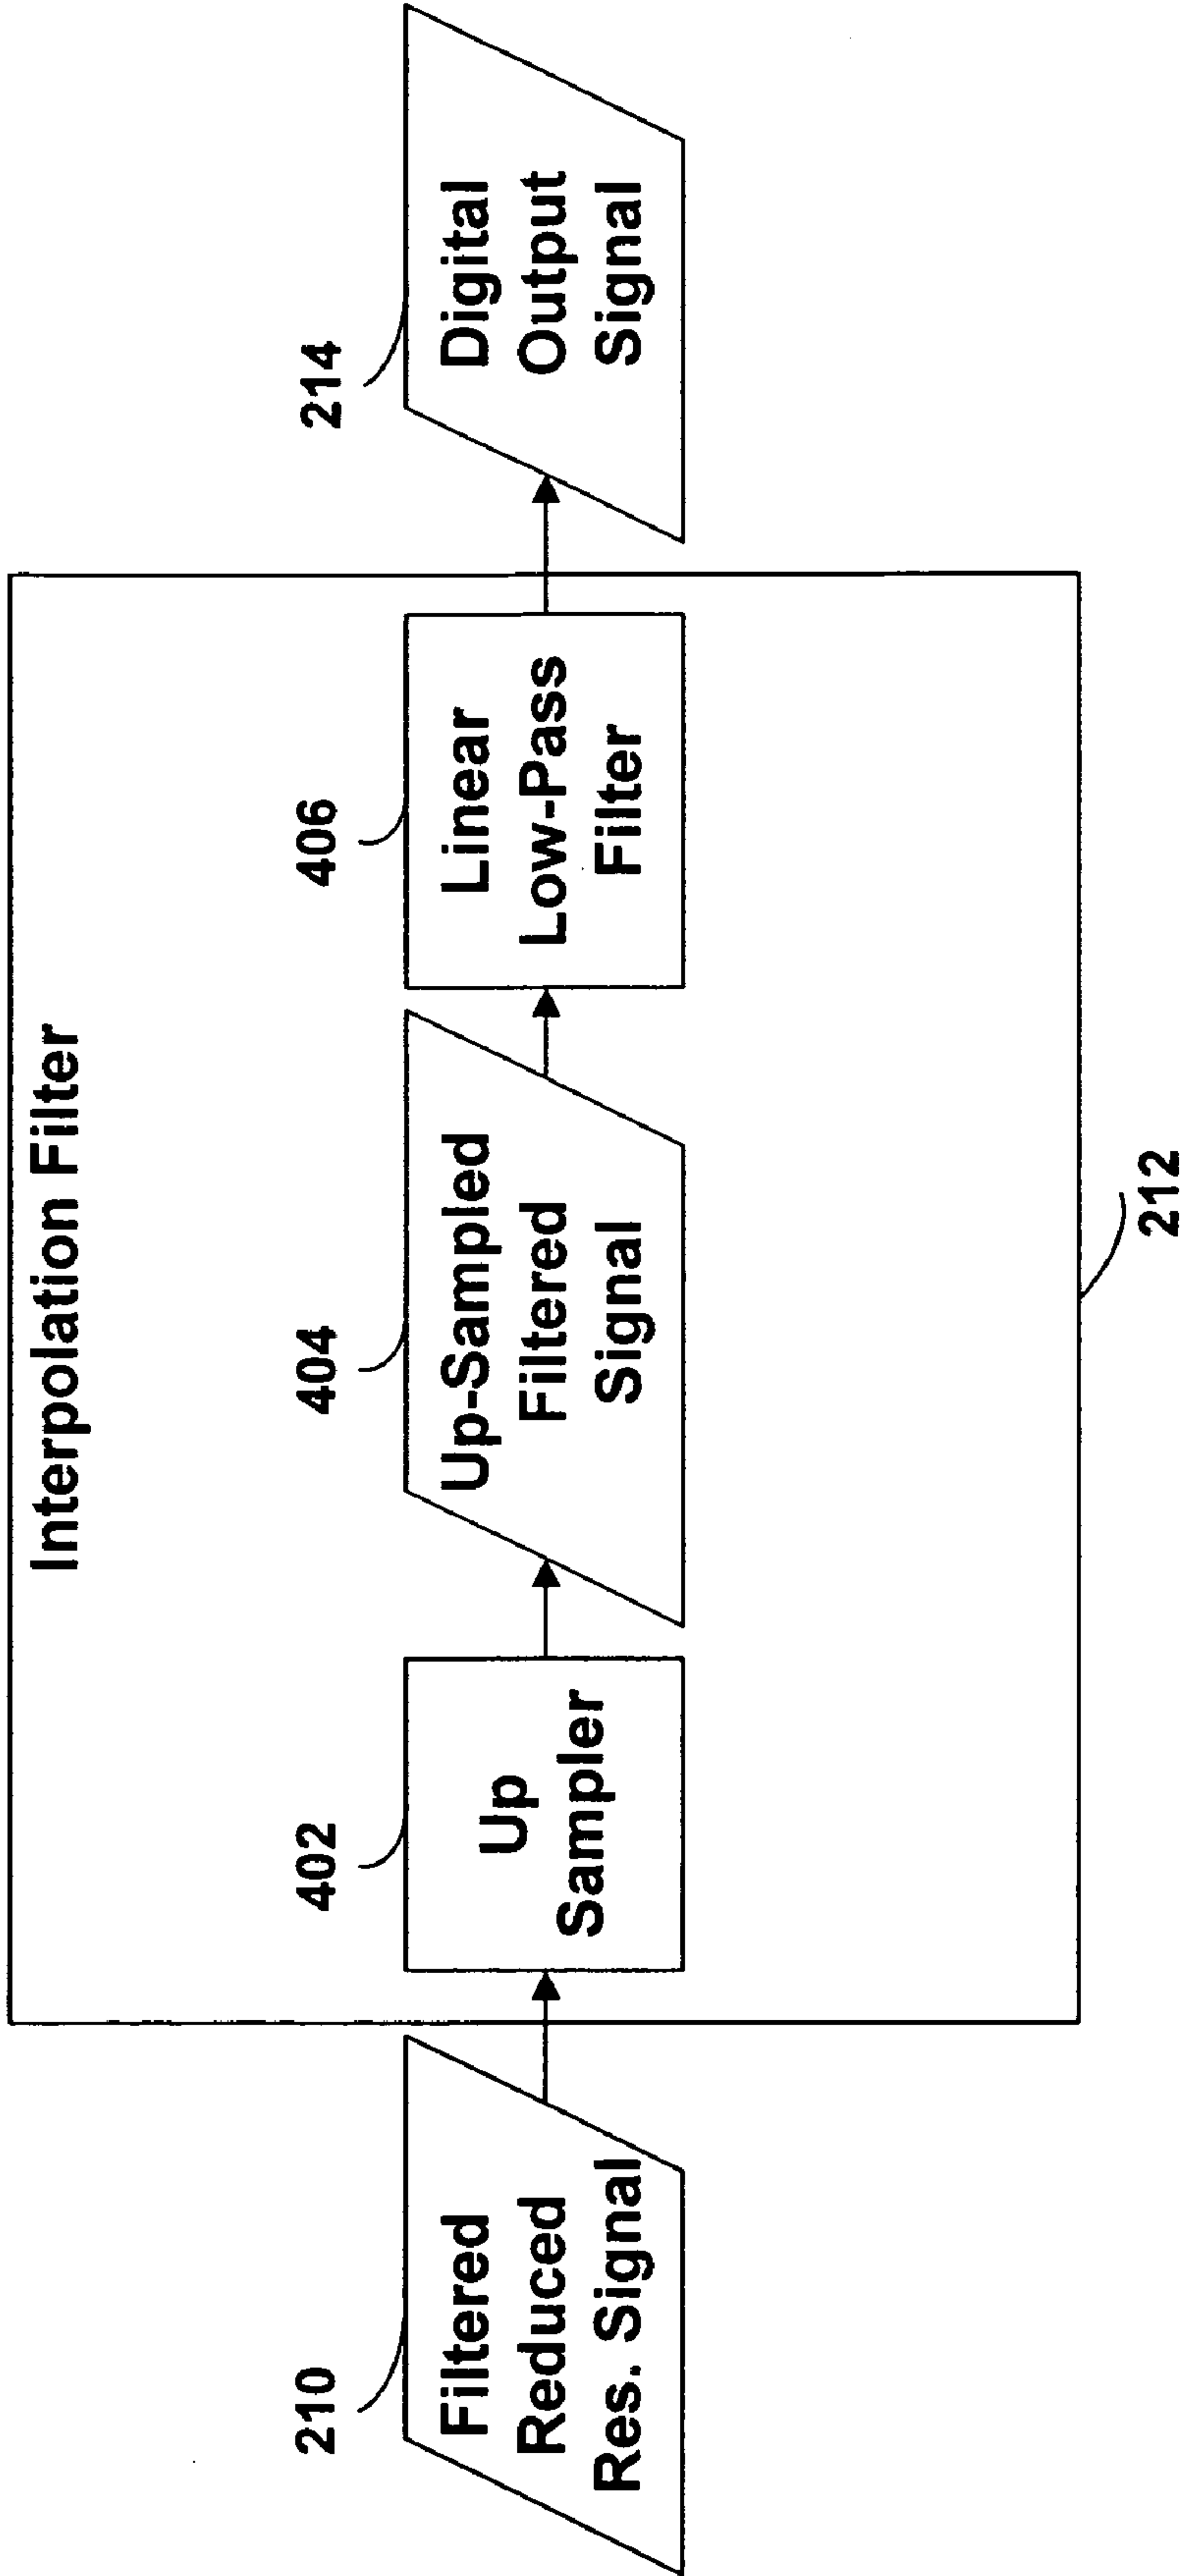 Interpolation Filter
210
Filtered
Reduced
Res. Signal
402
Up
Sampler
404
Up-Sampled
Filtered
Signal
406
Linear
Low-Pass
Filter
214
Digital
Output
Signal
212